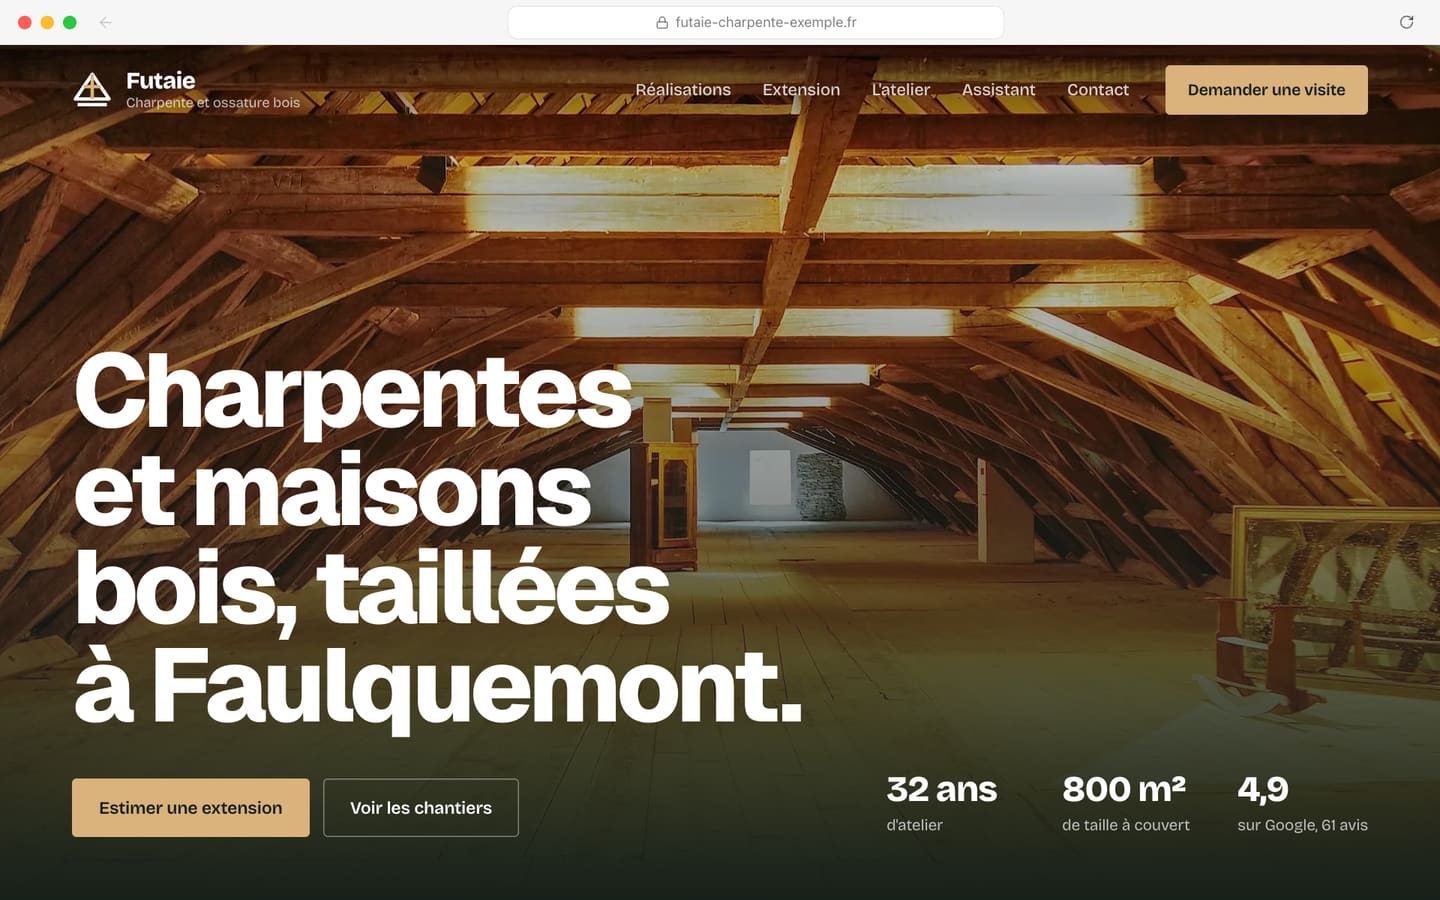 futaie-charpente-exemple.fr
Futaie
Charpente et ossature bois
Réalisations
Extension
L'atelier
Assistant
Contact
Demander une visite
Charpentes
et maisons
bois, taillées
à Faulquemont.
Estimer une extension
Voir les chantiers
32 ans
d'atelier
800 m²
de taille à couvert
4,9
sur Google, 61 avis